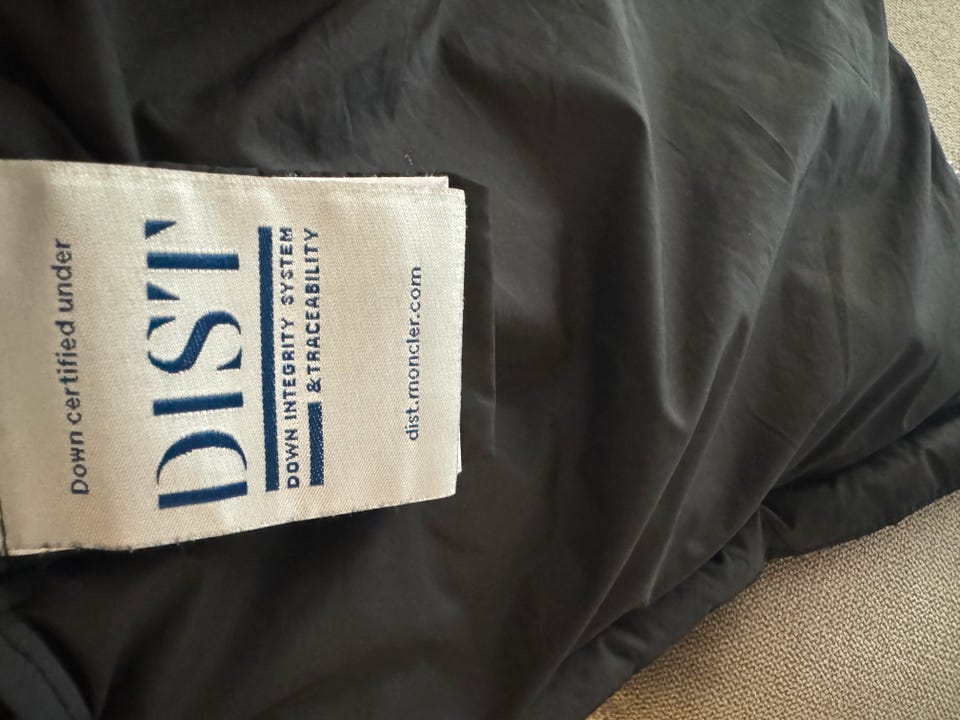 Down certified under
DIST
DOWN INTEGRITY SYSTEM
& TRACEABILITY
dist.moncler.com